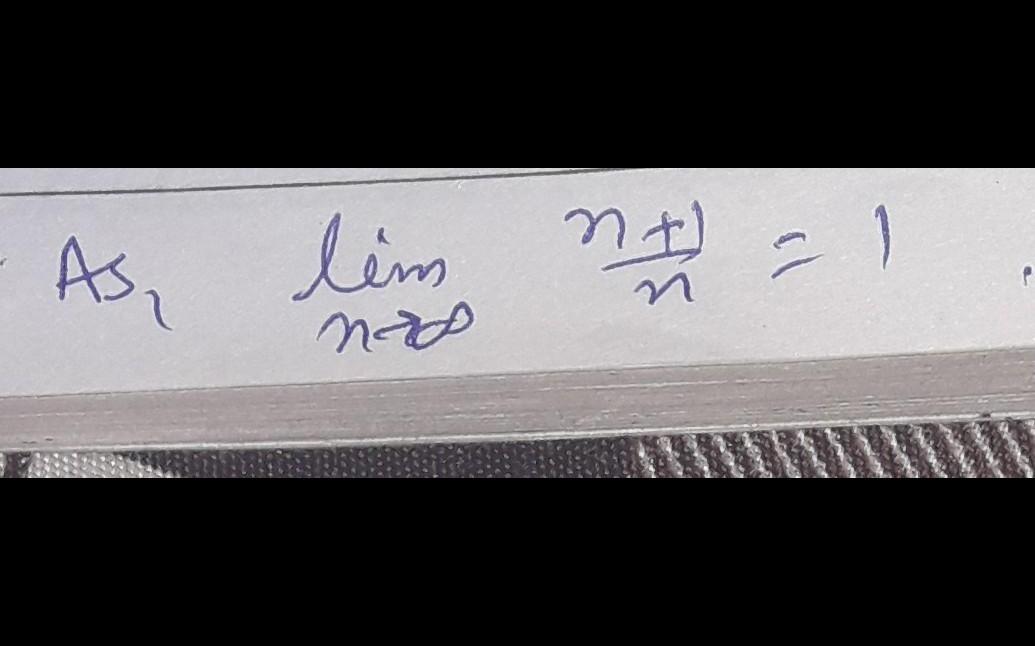 As, lim n→∞ n+1/n = 1 .